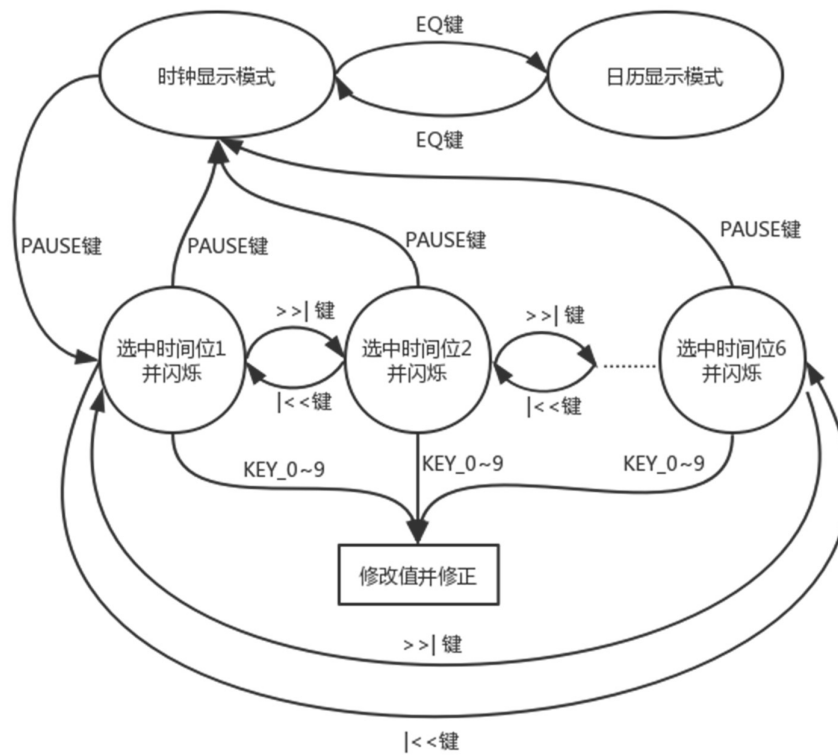 EQ键
时钟显示模式
日历显示模式
EQ键
PAUSE键
PAUSE键
PAUSE键
PAUSE键
>>| 键
>>| 键
选中时间位1
并闪烁
选中时间位2
并闪烁
.........
选中时间位6
并闪烁
|<<键
|<<键
KEY_0~9
KEY_0~9
KEY_0~9
修改值并修正
>>| 键
|<<键